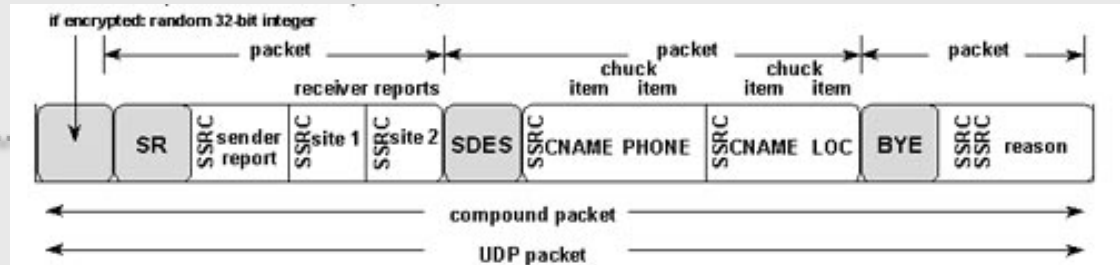 if encrypted: random 32-bit integer
packet packet packet
chuck chuck
receiver reports item item item item
SR SSRC sender report SSRC site 1 SSRC site 2 SDES SSRC CNAME PHONE SSRC CNAME LOC BYE SSRC SSRC reason
compound packet
UDP packet